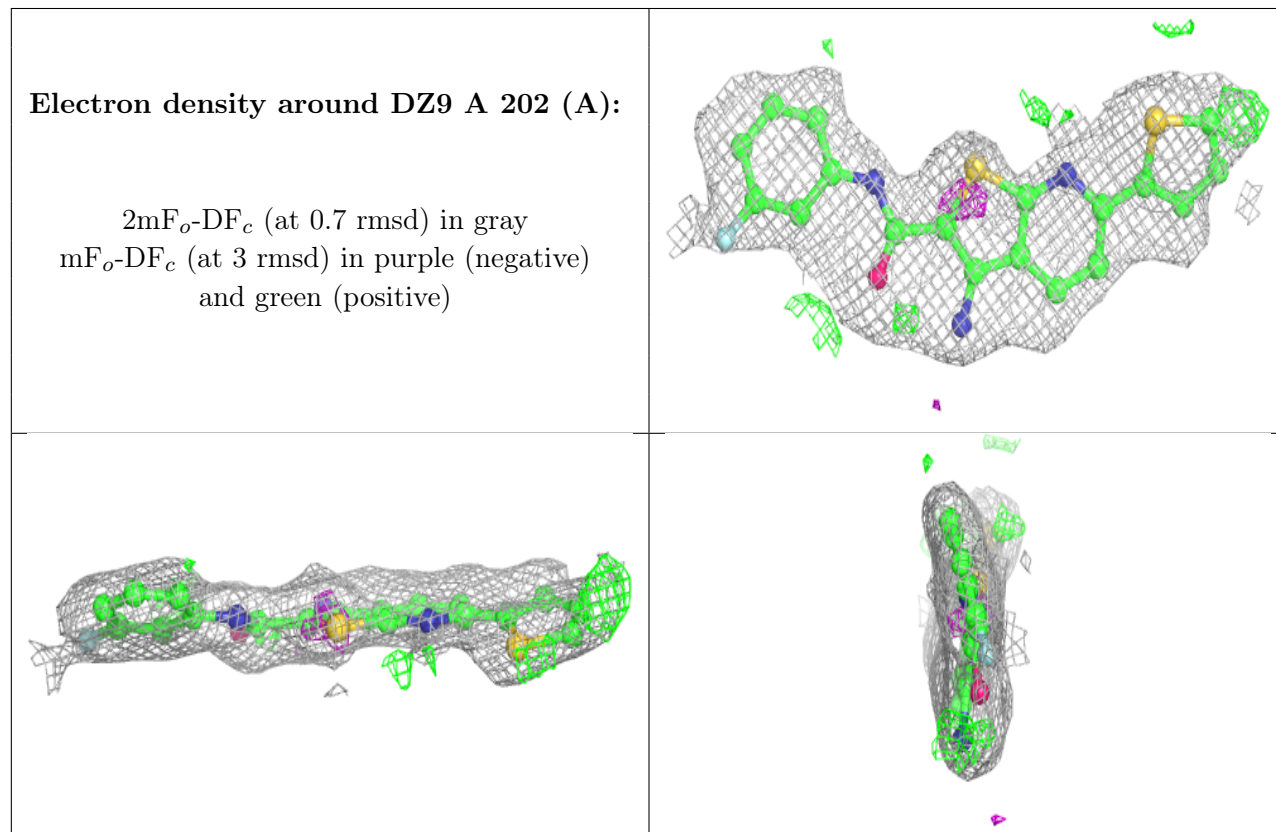 Electron density around DZ9 A 202 (A):
2mFₒ-DF𝒸 (at 0.7 rmsd) in gray
mFₒ-DF𝒸 (at 3 rmsd) in purple (negative)
and green (positive)